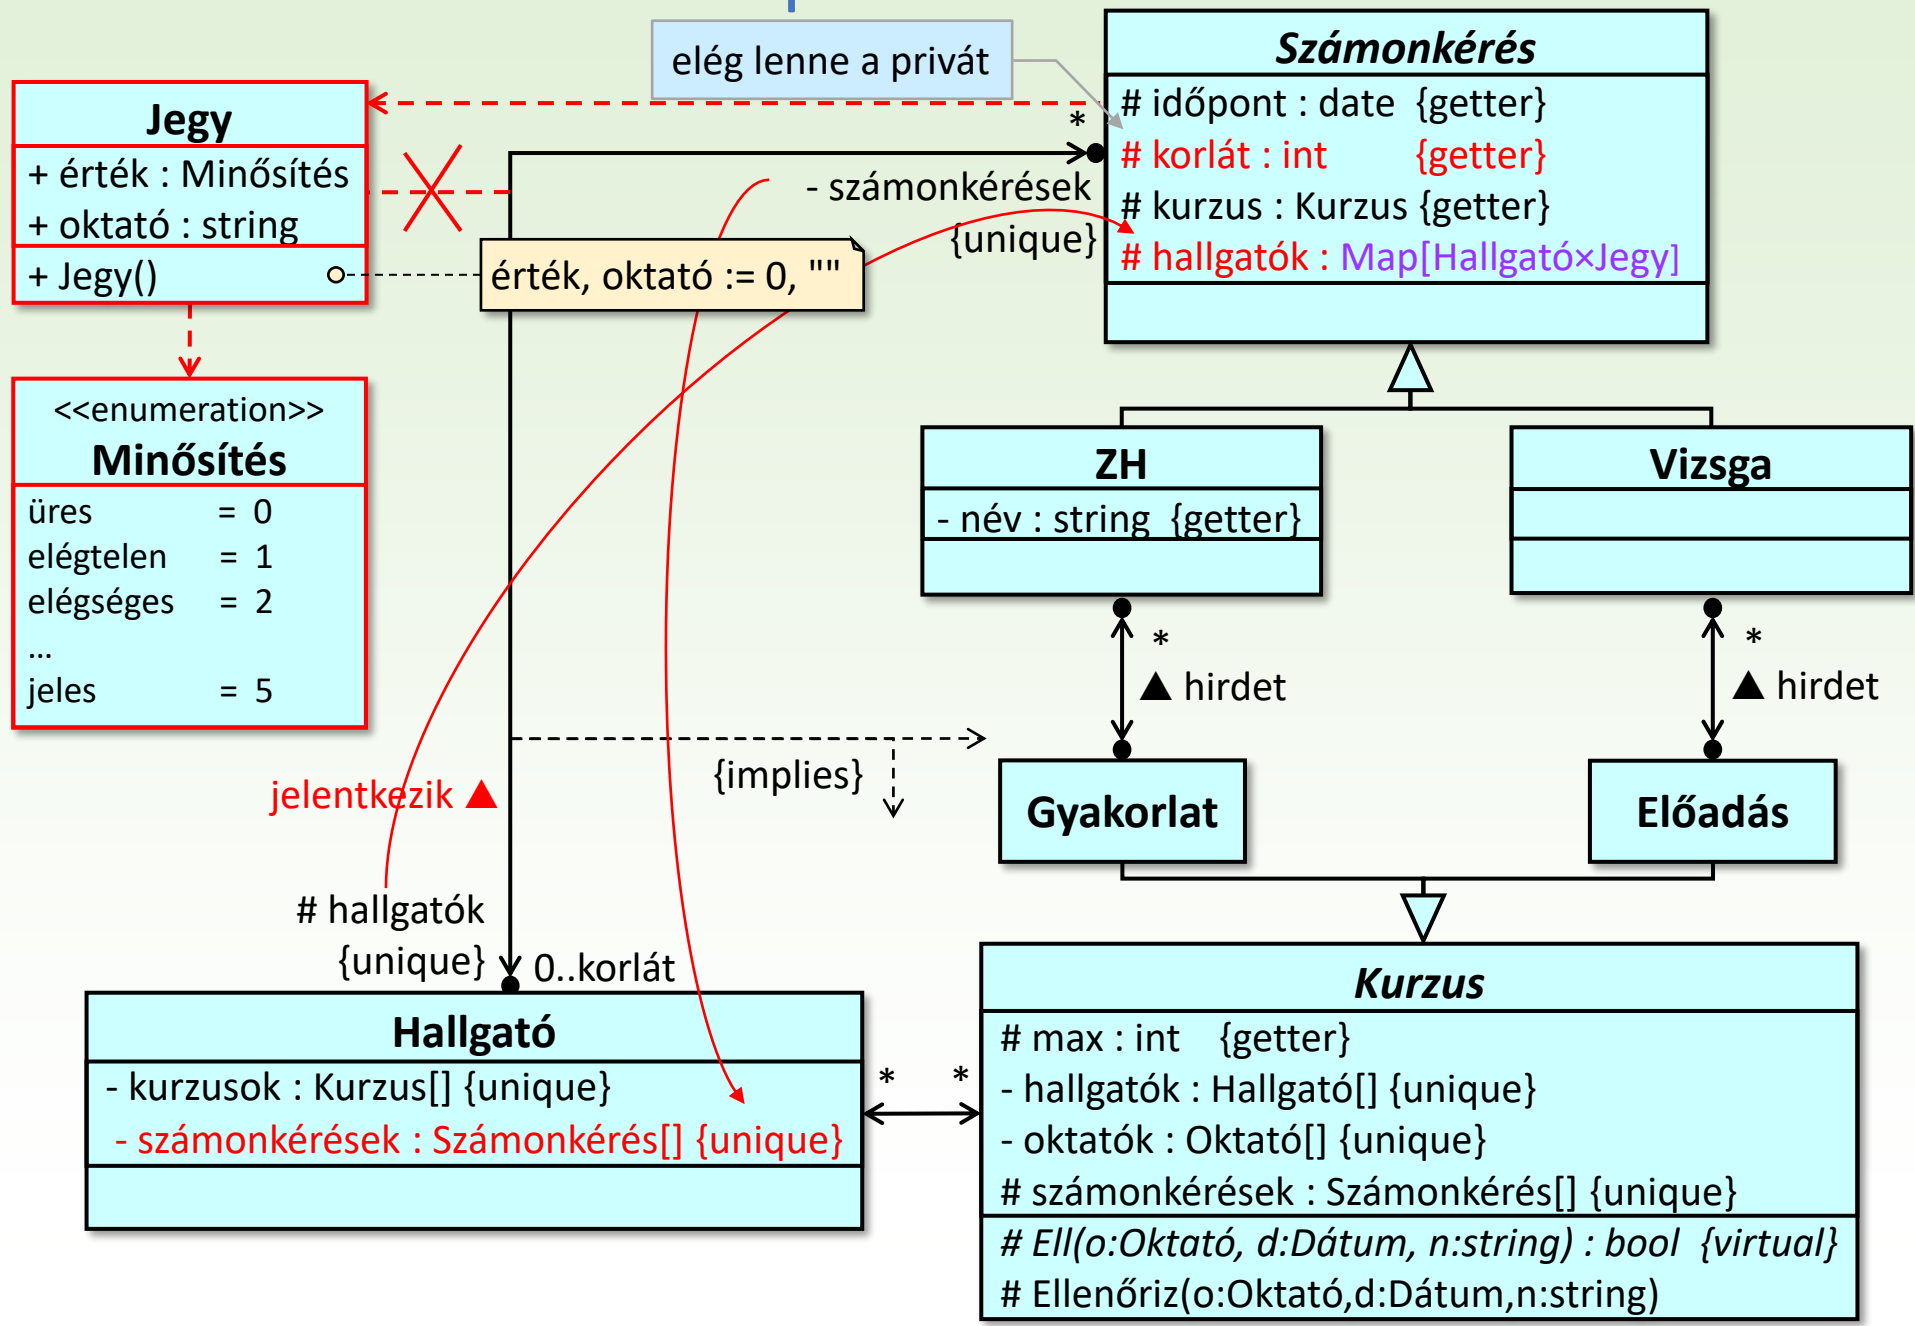 elég lenne a privát
Számonkérés
# időpont : date {getter}
# korlát : int {getter}
# kurzus : Kurzus {getter}
# hallgatók : Map[Hallgató×Jegy]
Jegy
+ érték : Minősítés
+ oktató : string
+ Jegy()
érték, oktató := 0, ""
*
- számonkérések
{unique}
<<enumeration>>
Minősítés
üres = 0
elégtelen = 1
elégséges = 2
...
jeles = 5
ZH
- név : string {getter}
Vizsga
*
▲ hirdet
*
▲ hirdet
{implies}
jelentkezik ▲
Gyakorlat
Előadás
# hallgatók
{unique}
0..korlát
Hallgató
- kurzusok : Kurzus[] {unique}
- számonkérések : Számonkérés[] {unique}
* *
Kurzus
# max : int {getter}
- hallgatók : Hallgató[] {unique}
- oktatók : Oktató[] {unique}
# számonkérések : Számonkérés[] {unique}
# Ell(o:Oktató, d:Dátum, n:string) : bool {virtual}
# Ellenőriz(o:Oktató,d:Dátum,n:string)